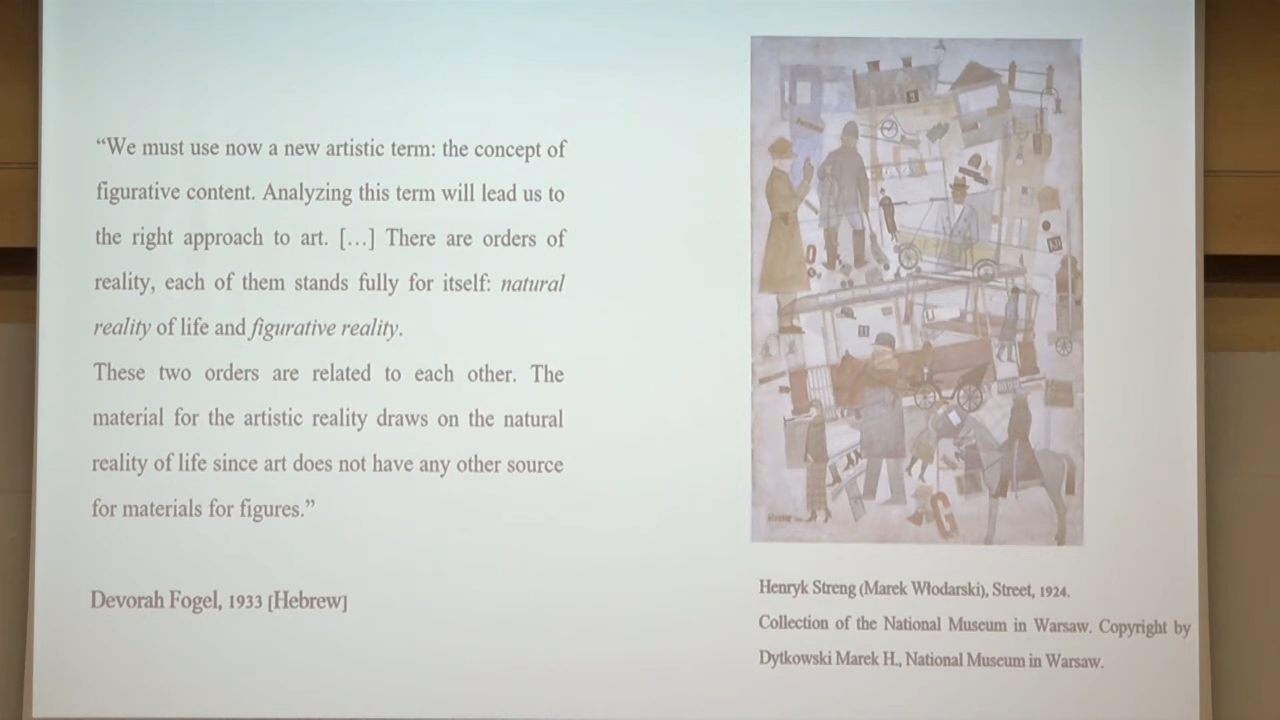 “We must use now a new artistic term: the concept of
figurative content. Analyzing this term will lead us to
the right approach to art. […] There are orders of
reality, each of them stands fully for itself: natural
reality of life and figurative reality.
These two orders are related to each other. The
material for the artistic reality draws on the natural
reality of life since art does not have any other source
for materials for figures.”
Devorah Fogel, 1933 [Hebrew]
Henryk Streng (Marek Włodarski), Street, 1924.
Collection of the National Museum in Warsaw. Copyright by
Dytkowski Marek H., National Museum in Warsaw.